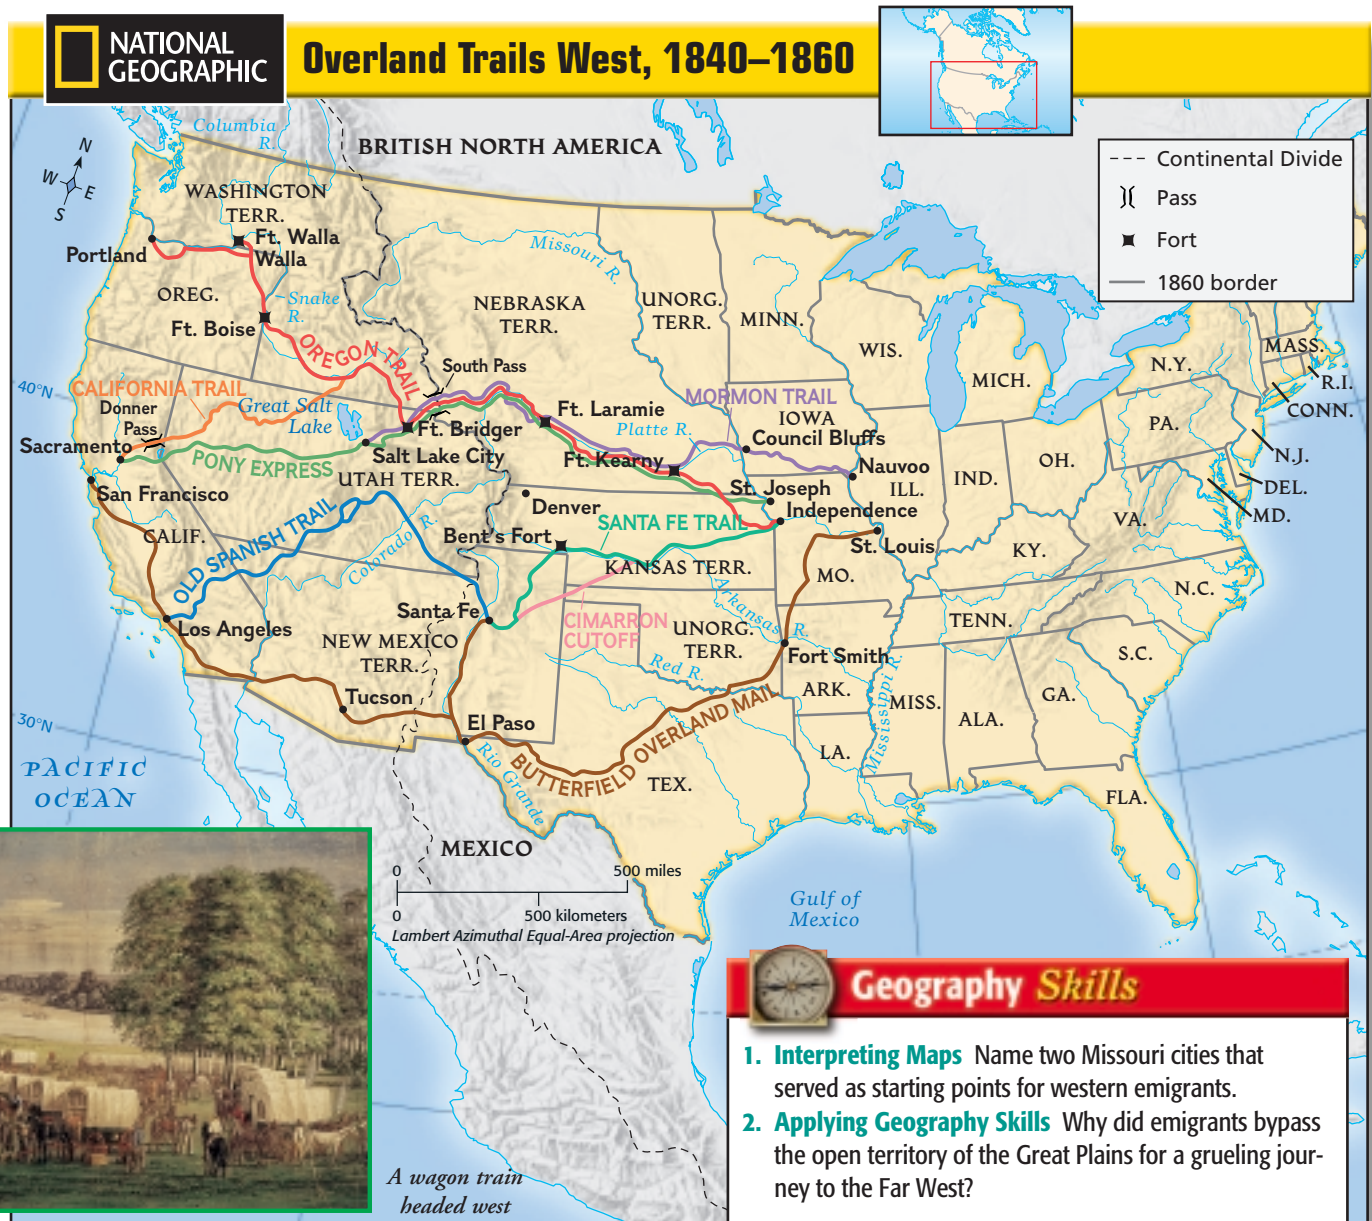 NATIONAL
GEOGRAPHIC
Overland Trails West, 1840–1860
Continental Divide
Pass
Fort
1860 border
N
W
E
S
Columbia
R.
BRITISH NORTH AMERICA
WASHINGTON
TERR.
Portland
Ft. Walla
Walla
OREG.
Snake
R.
Ft. Boise
OREGON TRAIL
Missouri R.
NEBRASKA
TERR.
UNORG.
TERR.
MINN.
WIS.
MICH.
N.Y.
MASS.
R.I.
CONN.
PA.
N.J.
DEL.
MD.
40°N
CALIFORNIA TRAIL
Donner
Pass
Great Salt
Lake
South Pass
MORMON TRAIL
IOWA
Ft. Laramie
Platte R.
Council Bluffs
Sacramento
PONY EXPRESS
Ft. Bridger
Salt Lake City
UTAH TERR.
Ft. Kearny
Nauvoo
ILL.
IND.
OH.
San Francisco
CALIF.
OLD SPANISH TRAIL
Colorado R.
Denver
St. Joseph
Independence
SANTA FE TRAIL
Bent's Fort
St. Louis
KANSAS TERR.
MO.
KY.
VA.
N.C.
Arkansas R.
Santa Fe
CIMARRON
CUTOFF
UNORG.
TERR.
TENN.
Los Angeles
NEW MEXICO
TERR.
Red R.
Fort Smith
ARK.
Mississippi R.
MISS.
ALA.
GA.
S.C.
Tucson
El Paso
BUTTERFIELD OVERLAND MAIL
LA.
30°N
PACIFIC
OCEAN
Rio Grande
TEX.
FLA.
MEXICO
0
500 miles
0
500 kilometers
Lambert Azimuthal Equal-Area projection
Gulf of
Mexico
A wagon train
headed west
Geography Skills
1. Interpreting Maps Name two Missouri cities that
served as starting points for western emigrants.
2. Applying Geography Skills Why did emigrants bypass
the open territory of the Great Plains for a grueling jour-
ney to the Far West?